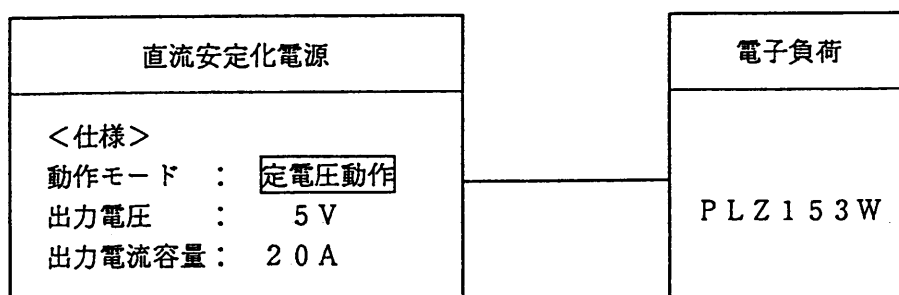 直流安定化電源
＜仕様＞
動作モード ： 定電圧動作
出力電圧 ： 5V
出力電流容量： 20A
電子負荷
PLZ153W